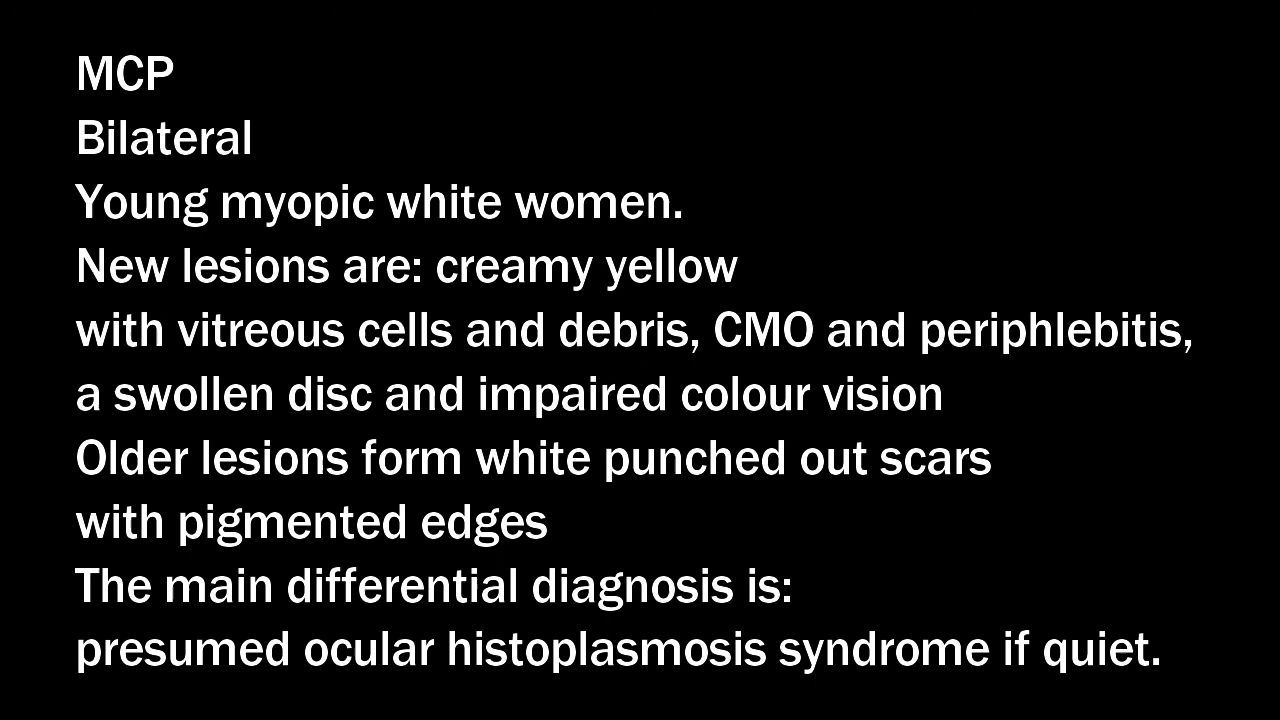 MCP
Bilateral
Young myopic white women.
New lesions are: creamy yellow
with vitreous cells and debris, CMO and periphlebitis,
a swollen disc and impaired colour vision
Older lesions form white punched out scars
with pigmented edges
The main differential diagnosis is:
presumed ocular histoplasmosis syndrome if quiet.